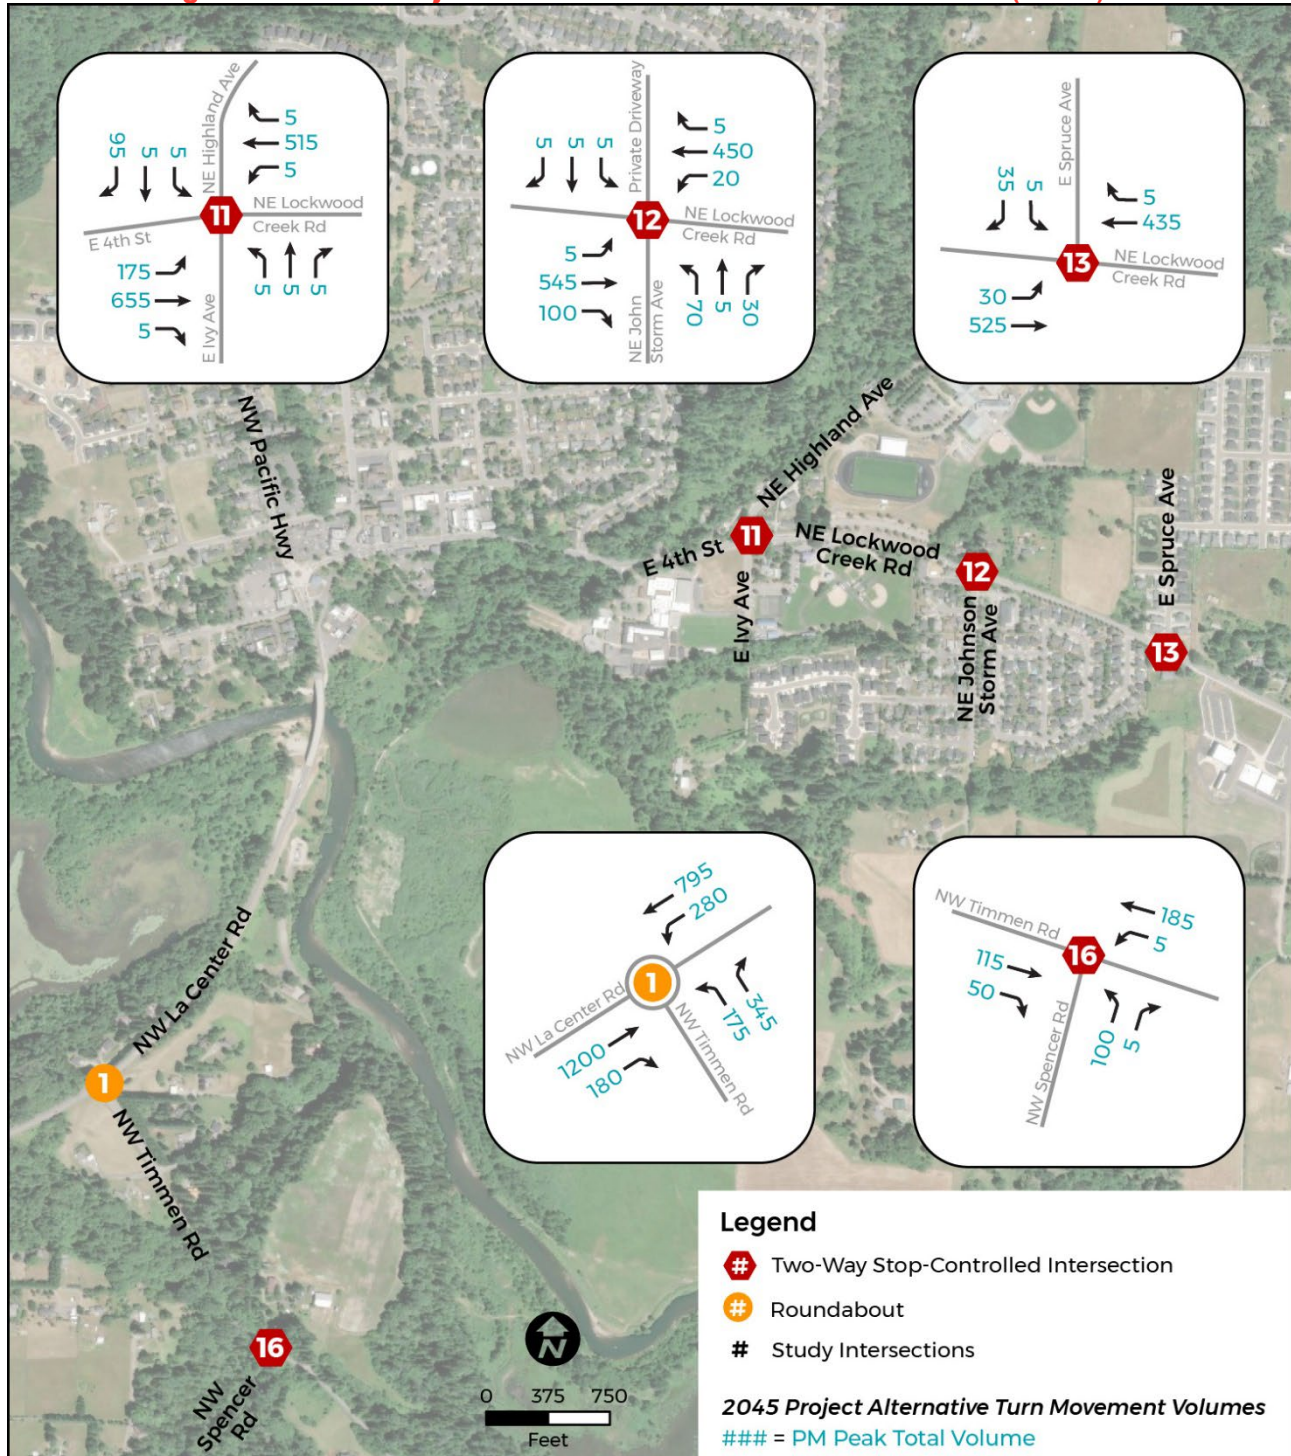 NE Highland Ave
5
515
5
95
5
5
11
NE Lockwood
Creek Rd
E 4th St
175
655
5
5
5
5
E Ivy Ave
Private Driveway
5
450
20
5
5
5
12
NE Lockwood
Creek Rd
5
545
100
70
5
30
NE John
Storm Ave
E Spruce Ave
35
5
5
435
13
NE Lockwood
Creek Rd
30
525
NW Pacific Hwy
NE Highland Ave
11
E 4th St
NE Lockwood
Creek Rd
E Ivy Ave
12
NE Johnson
Storm Ave
E Spruce Ave
13
795
280
1
NW La Center Rd
1200
180
175
345
NW Timmen Rd
NW Timmen Rd
185
5
16
115
50
100
5
NW Spencer Rd
NW La Center Rd
1
NW Timmen Rd
16
NW
Spencer
Rd
N
0 375 750
Feet
Legend
# Two-Way Stop-Controlled Intersection
# Roundabout
# Study Intersections
2045 Project Alternative Turn Movement Volumes
### = PM Peak Total Volume